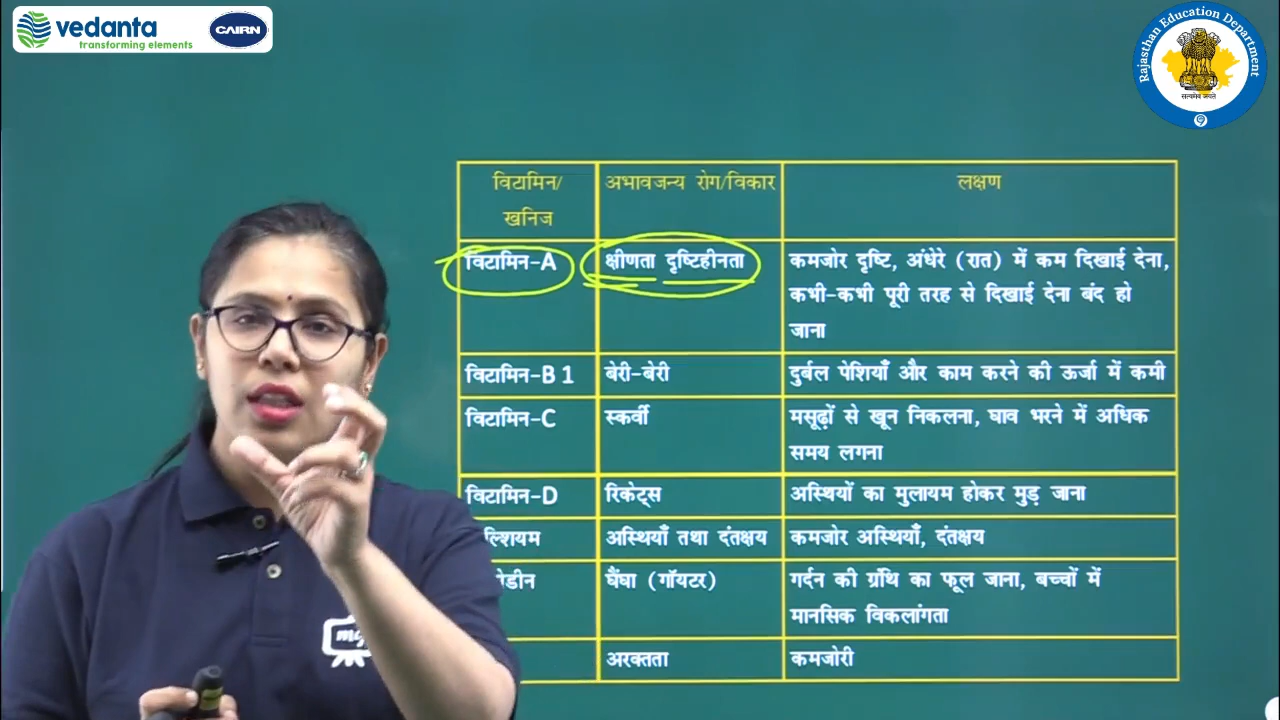 vedanta
transforming elements
CAIRN
Rajasthan Education Department
सत्यमेव जयते
विटामिन/
खनिज
अभावजन्य रोग/विकार
लक्षण
विटामिन-A
क्षीणता दृष्टिहीनता
कमजोर दृष्टि, अंधेरे (रात) में कम दिखाई देना,
कभी-कभी पूरी तरह से दिखाई देना बंद हो
जाना
विटामिन-B 1
बेरी-बेरी
दुर्बल पेशियाँ और काम करने की ऊर्जा में कमी
विटामिन-C
स्कर्वी
मसूढ़ों से खून निकलना, घाव भरने में अधिक
समय लगना
विटामिन-D
रिकेट्स
अस्थियों का मुलायम होकर मुड़ जाना
ल्शियम
अस्थियाँ तथा दंतक्षय
कमजोर अस्थियाँ, दंतक्षय
डीन
घैंघा (गॉयटर)
गर्दन की ग्रंथि का फूल जाना, बच्चों में
मानसिक विकलांगता
अरक्तता
कमजोरी